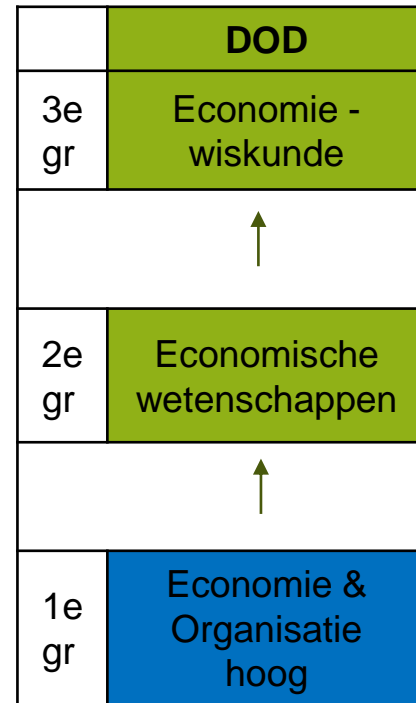 DOD
3e
gr
Economie -
wiskunde
2e
gr
Economische
wetenschappen
1e
gr
Economie &
Organisatie
hoog